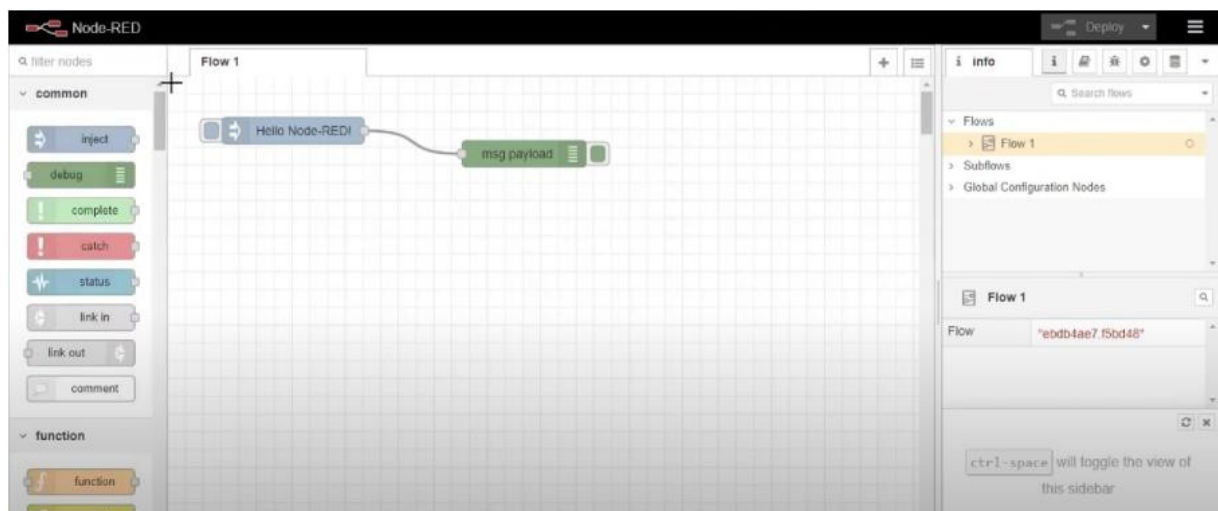 Node-RED
Deploy
filter nodes
Flow 1
info
i
Search flows
common
inject
debug
complete
catch
status
link in
link out
comment
function
function
Hello Node-RED!
msg.payload
Flows
Flow 1
Subflows
Global Configuration Nodes
Flow 1
Flow
"ebdb4ae7.f5bd48"
ctrl-space will toggle the view of
this sidebar